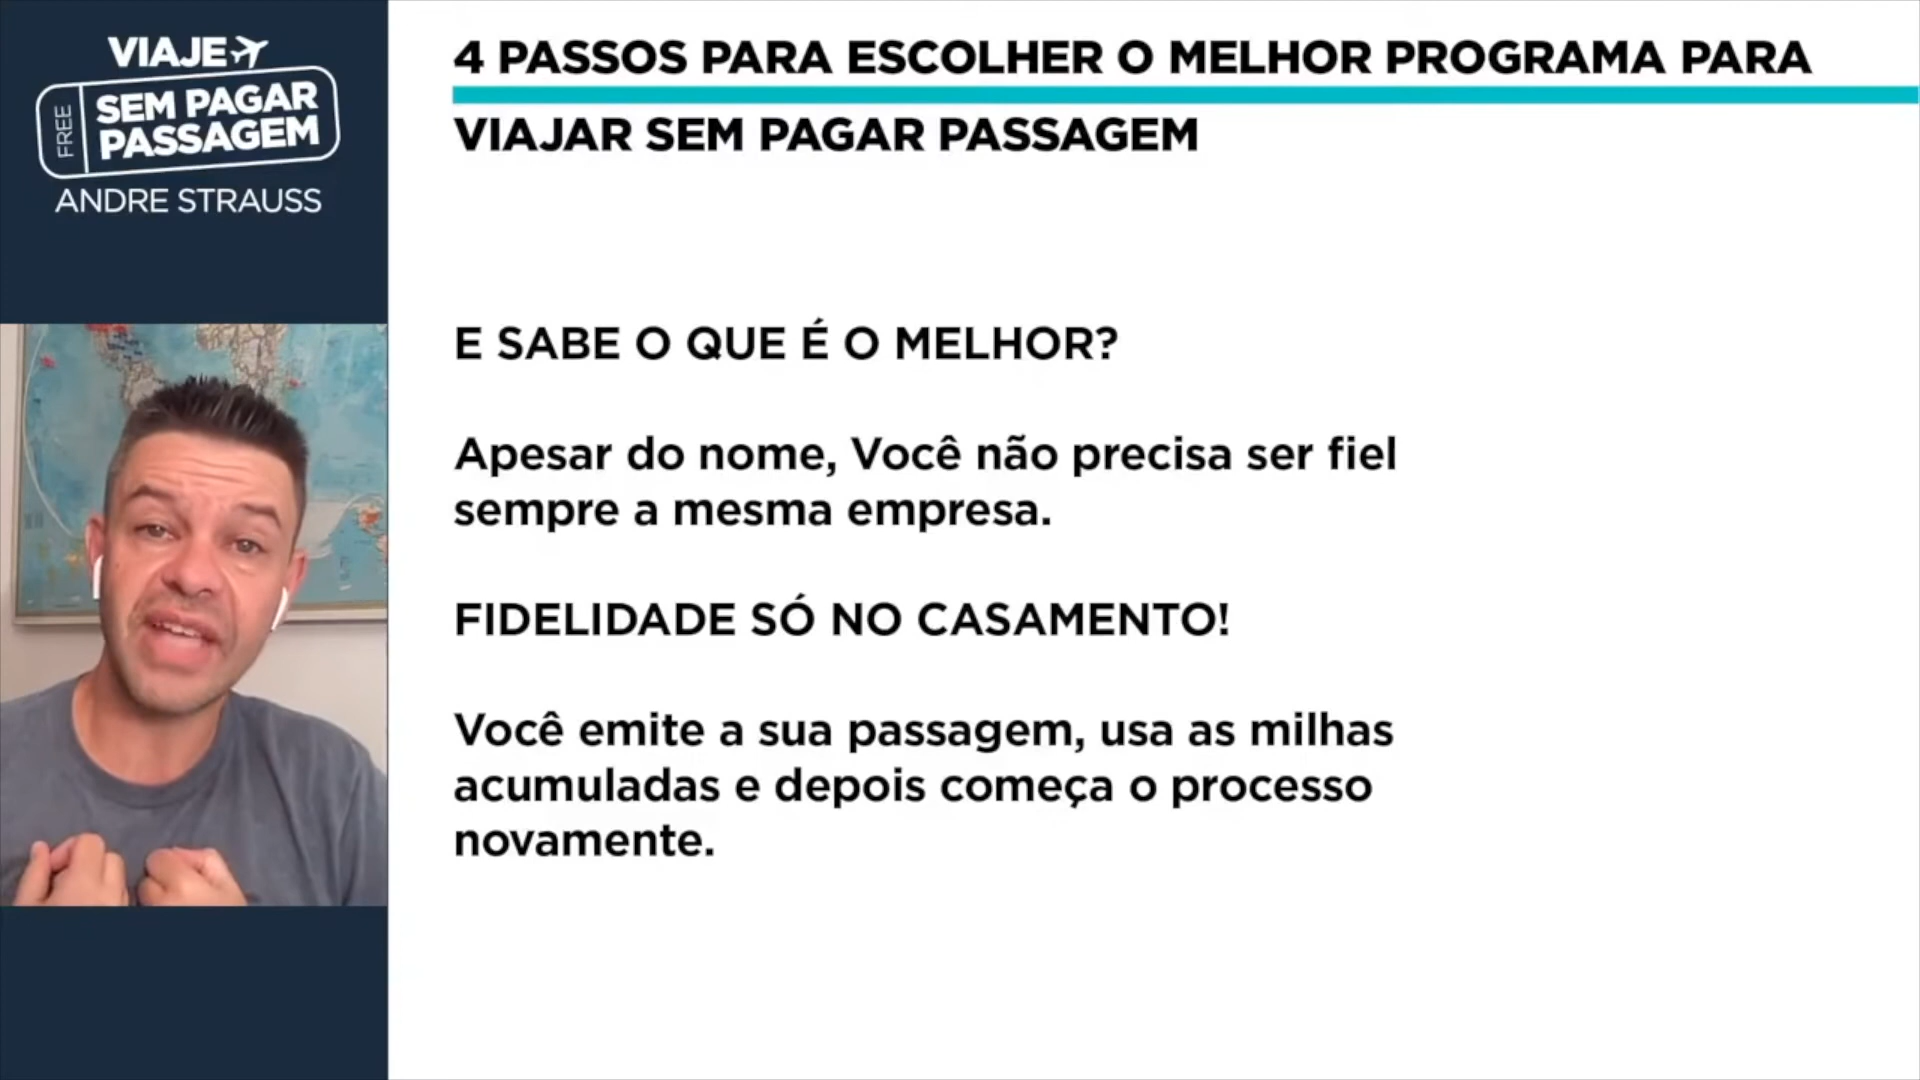 VIAJE
FREE
SEM PAGAR
PASSAGEM
ANDRE STRAUSS
4 PASSOS PARA ESCOLHER O MELHOR PROGRAMA PARA
VIAJAR SEM PAGAR PASSAGEM
E SABE O QUE É O MELHOR?
Apesar do nome, Você não precisa ser fiel
sempre a mesma empresa.
FIDELIDADE SÓ NO CASAMENTO!
Você emite a sua passagem, usa as milhas
acumuladas e depois começa o processo
novamente.